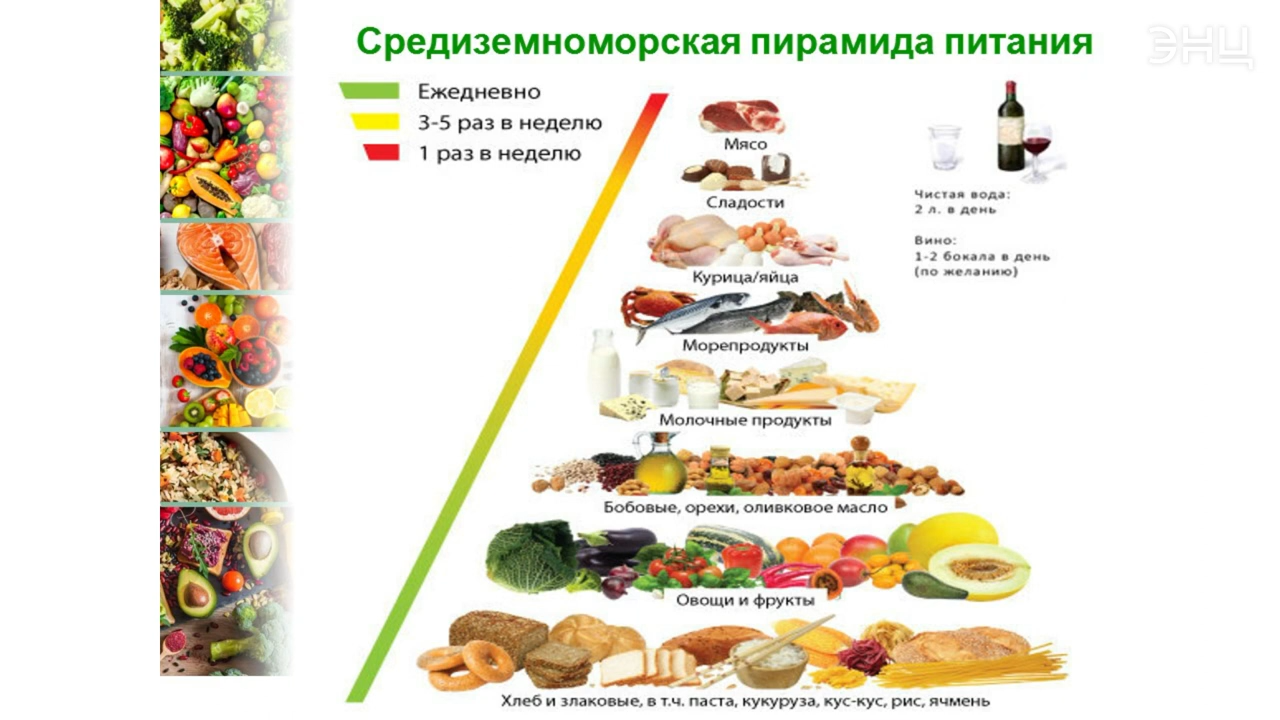 Средиземноморская пирамида питания
ЭНЦ
Ежедневно
3-5 раз в неделю
1 раз в неделю
Мясо
Сладости
Чистая вода:
2 л. в день
Вино:
1-2 бокала в день
(по желанию)
Курица/яйца
Морепродукты
Молочные продукты
Бобовые, орехи, оливковое масло
Овощи и фрукты
Хлеб и злаковые, в т.ч. паста, кукуруза, кус-кус, рис, ячмень